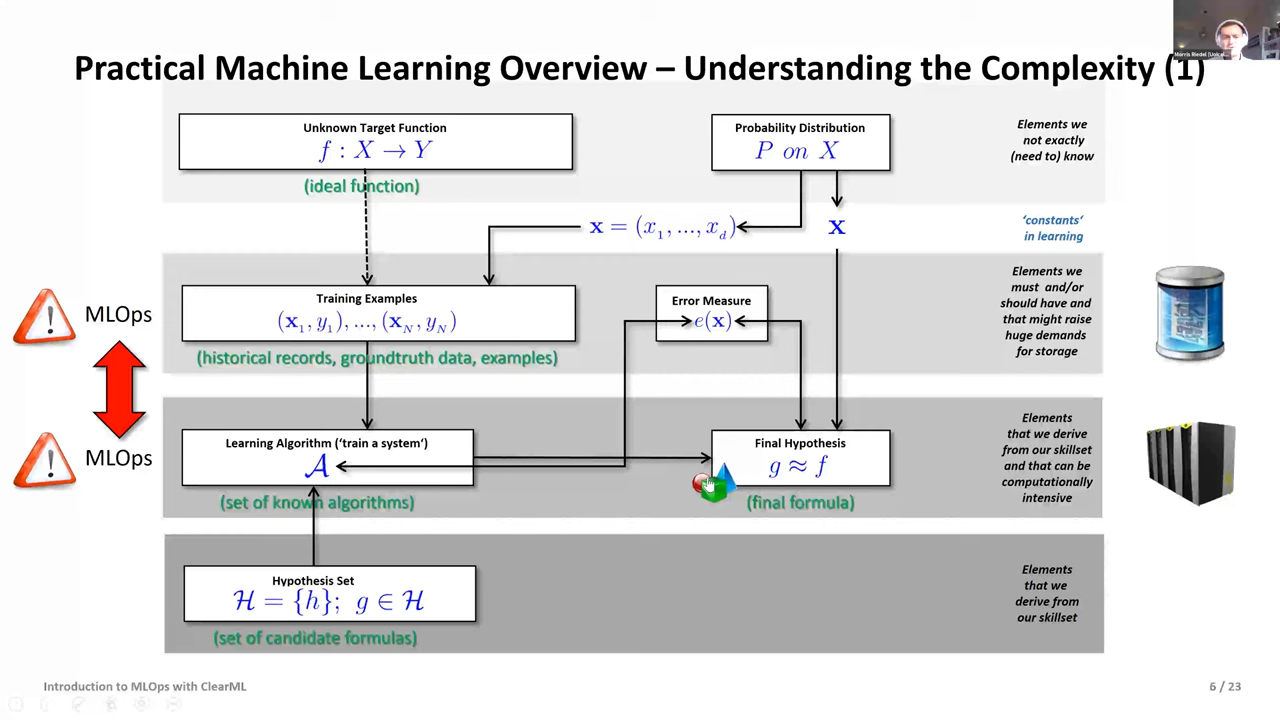 Practical Machine Learning Overview – Understanding the Complexity (1)
Unknown Target Function
f : X → Y
(ideal function)
Probability Distribution
P on X
Elements we
not exactly
(need to) know
x = (x₁,...,x_d)
x
‘constants‘
in learning
MLOps
Training Examples
(x₁, y₁),...,(x_N, y_N)
(historical records, groundtruth data, examples)
Error Measure
e(x)
Elements we
must and/or
should have and
that might raise
huge demands
for storage
MLOps
Learning Algorithm (‘train a system‘)
𝒜
(set of known algorithms)
Final Hypothesis
g ≈ f
(final formula)
Elements
that we derive
from our skillset
and that can be
computationally
intensive
Hypothesis Set
ℋ = {h}; g ∈ ℋ
(set of candidate formulas)
Elements
that we
derive from
our skillset
Introduction to MLOps with ClearML
6 / 23